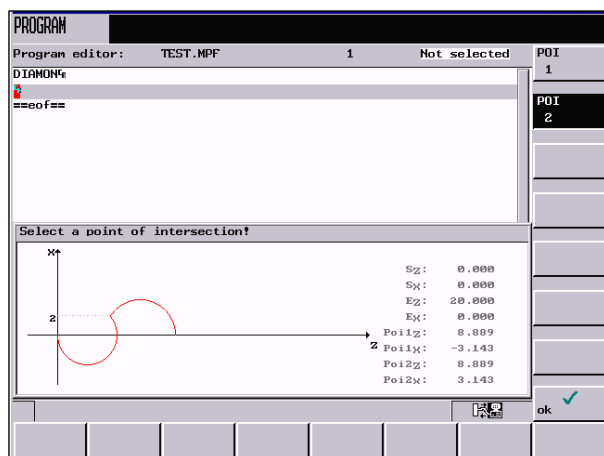 PROGRAM
Program editor: TEST.MPF 1 Not selected
DIAMON
==eof==
Select a point of intersection!
X
2
Z
Sz: 0.000
Sx: 0.000
Ez: 20.000
Ex: 0.000
Poi1z: 8.889
Poi1x: -3.143
Poi2z: 8.889
Poi2x: 3.143
POI
1
POI
2
ok